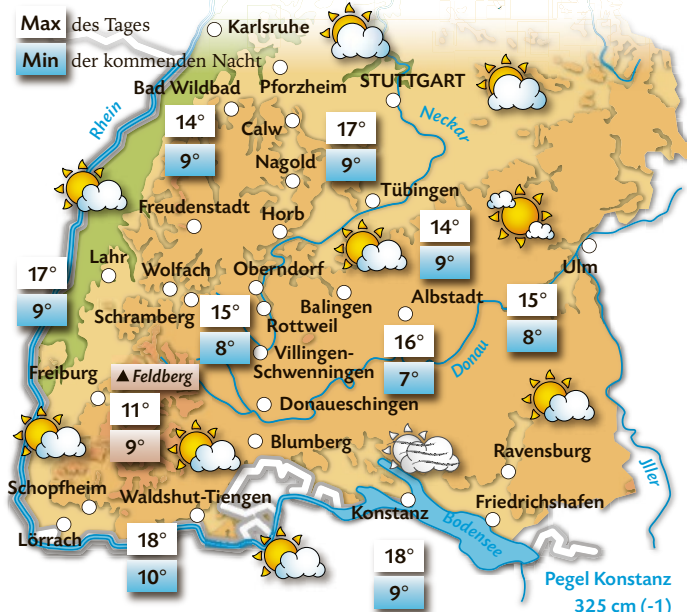 Karlsruhe
Max des Tages
Min der kommenden Nacht
Pforzheim
STUTTGART
Bad Wildbad
Rhein
Neckar
14°
9°
Calw
17°
9°
Nagold
Tübingen
Freudenstadt
Horb
14°
9°
Ulm
Lahr
17°
9°
Wolfach
Oberndorf
Balingen
Albstadt
15°
8°
Schramberg
15°
8°
Rottweil
16°
7°
Donau
Villingen-
Schwenningen
Freiburg
▲ Feldberg
11°
9°
Donaueschingen
Blumberg
Ravensburg
Iller
Schopfheim
Waldshut-Tiengen
Konstanz
Friedrichshafen
Bodensee
Lörrach
18°
10°
18°
9°
Pegel Konstanz
325 cm (-1)